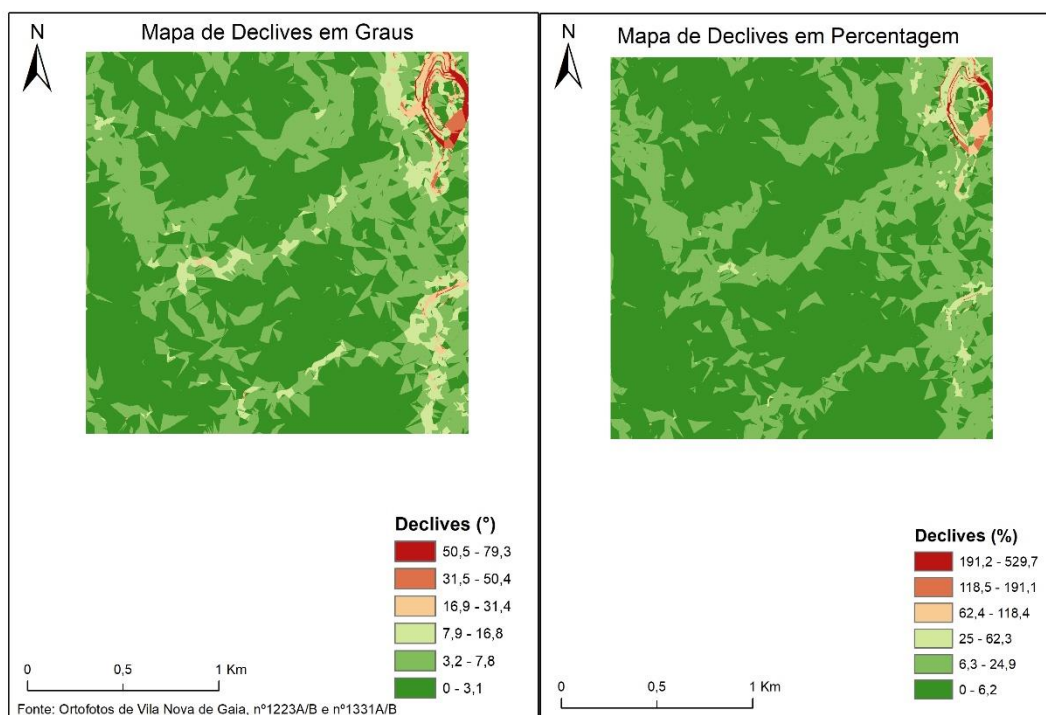 N
Mapa de Declives em Graus
Declives (°)
50,5 - 79,3
31,5 - 50,4
16,9 - 31,4
7,9 - 16,8
3,2 - 7,8
0 - 3,1
0 0,5 1 Km
Fonte: Ortofotos de Vila Nova de Gaia, nº1223A/B e nº1331A/B
N
Mapa de Declives em Percentagem
Declives (%)
191,2 - 529,7
118,5 - 191,1
62,4 - 118,4
25 - 62,3
6,3 - 24,9
0 - 6,2
0 0,5 1 Km